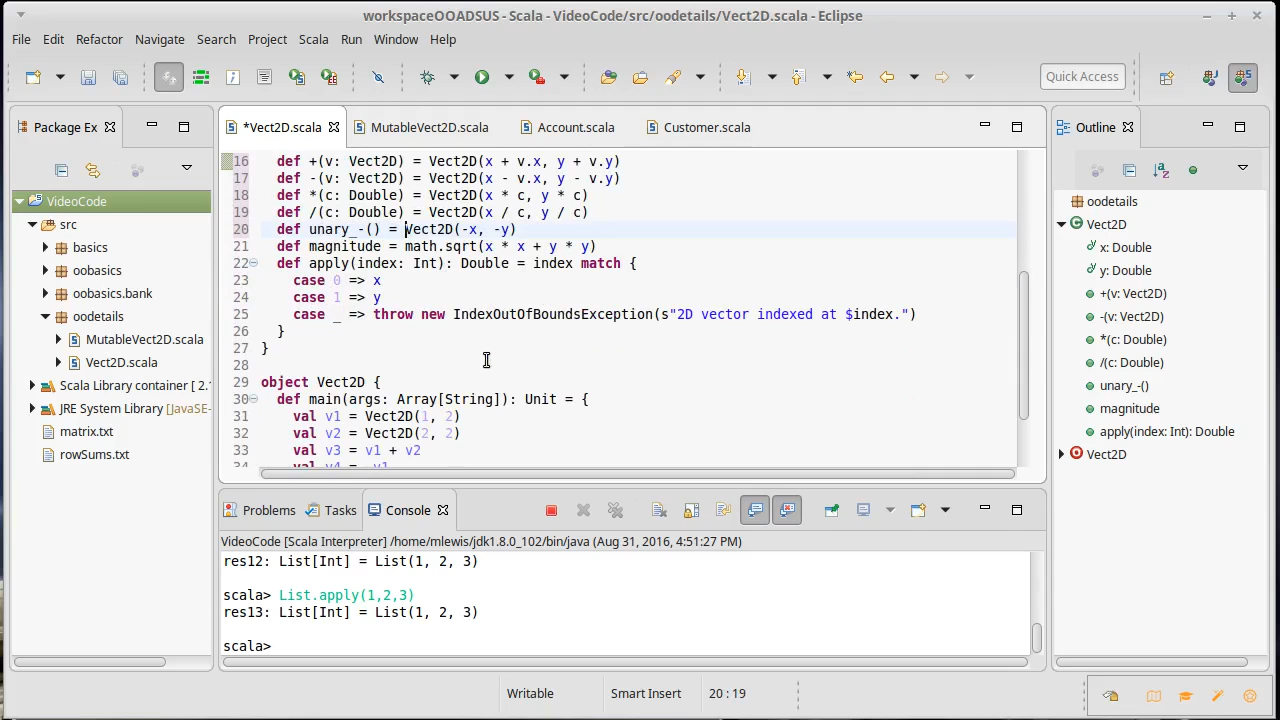 workspaceOOADSUS - Scala - VideoCode/src/oodetails/Vect2D.scala - Eclipse
File Edit Refactor Navigate Search Project Scala Run Window Help
Quick Access
Package Ex
VideoCode
src
basics
oobasics
oobasics.bank
oodetails
MutableVect2D.scala
Vect2D.scala
Scala Library container [ 2.
JRE System Library [JavaSE-
matrix.txt
rowSums.txt
*Vect2D.scala MutableVect2D.scala Account.scala Customer.scala
16 def +(v: Vect2D) = Vect2D(x + v.x, y + v.y)
17 def -(v: Vect2D) = Vect2D(x - v.x, y - v.y)
18 def *(c: Double) = Vect2D(x * c, y * c)
19 def /(c: Double) = Vect2D(x / c, y / c)
20 def unary_-() = Vect2D(-x, -y)
21 def magnitude = math.sqrt(x * x + y * y)
22 def apply(index: Int): Double = index match {
23 case 0 => x
24 case 1 => y
25 case _ => throw new IndexOutOfBoundsException(s"2D vector indexed at $index.")
26 }
27 }
28
29 object Vect2D {
30 def main(args: Array[String]): Unit = {
31 val v1 = Vect2D(1, 2)
32 val v2 = Vect2D(2, 2)
33 val v3 = v1 + v2
34 val v4 = -v1
Problems Tasks Console
VideoCode [Scala Interpreter] /home/mlewis/jdk1.8.0_102/bin/java (Aug 31, 2016, 4:51:27 PM)
res12: List[Int] = List(1, 2, 3)
scala> List.apply(1,2,3)
res13: List[Int] = List(1, 2, 3)
scala>
Outline
oodetails
Vect2D
x: Double
y: Double
+(v: Vect2D)
-(v: Vect2D)
*(c: Double)
/(c: Double)
unary_-()
magnitude
apply(index: Int): Double
Vect2D
Writable Smart Insert 20 : 19